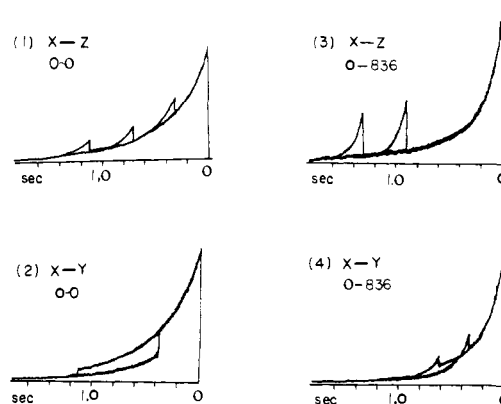 (1) X—Z
0-0
sec 1,0 0
(3) X—Z
0-836
sec 1.0 0
(2) X—Y
0-0
sec 1,0 0
(4) X—Y
0-836
sec 1.0 0